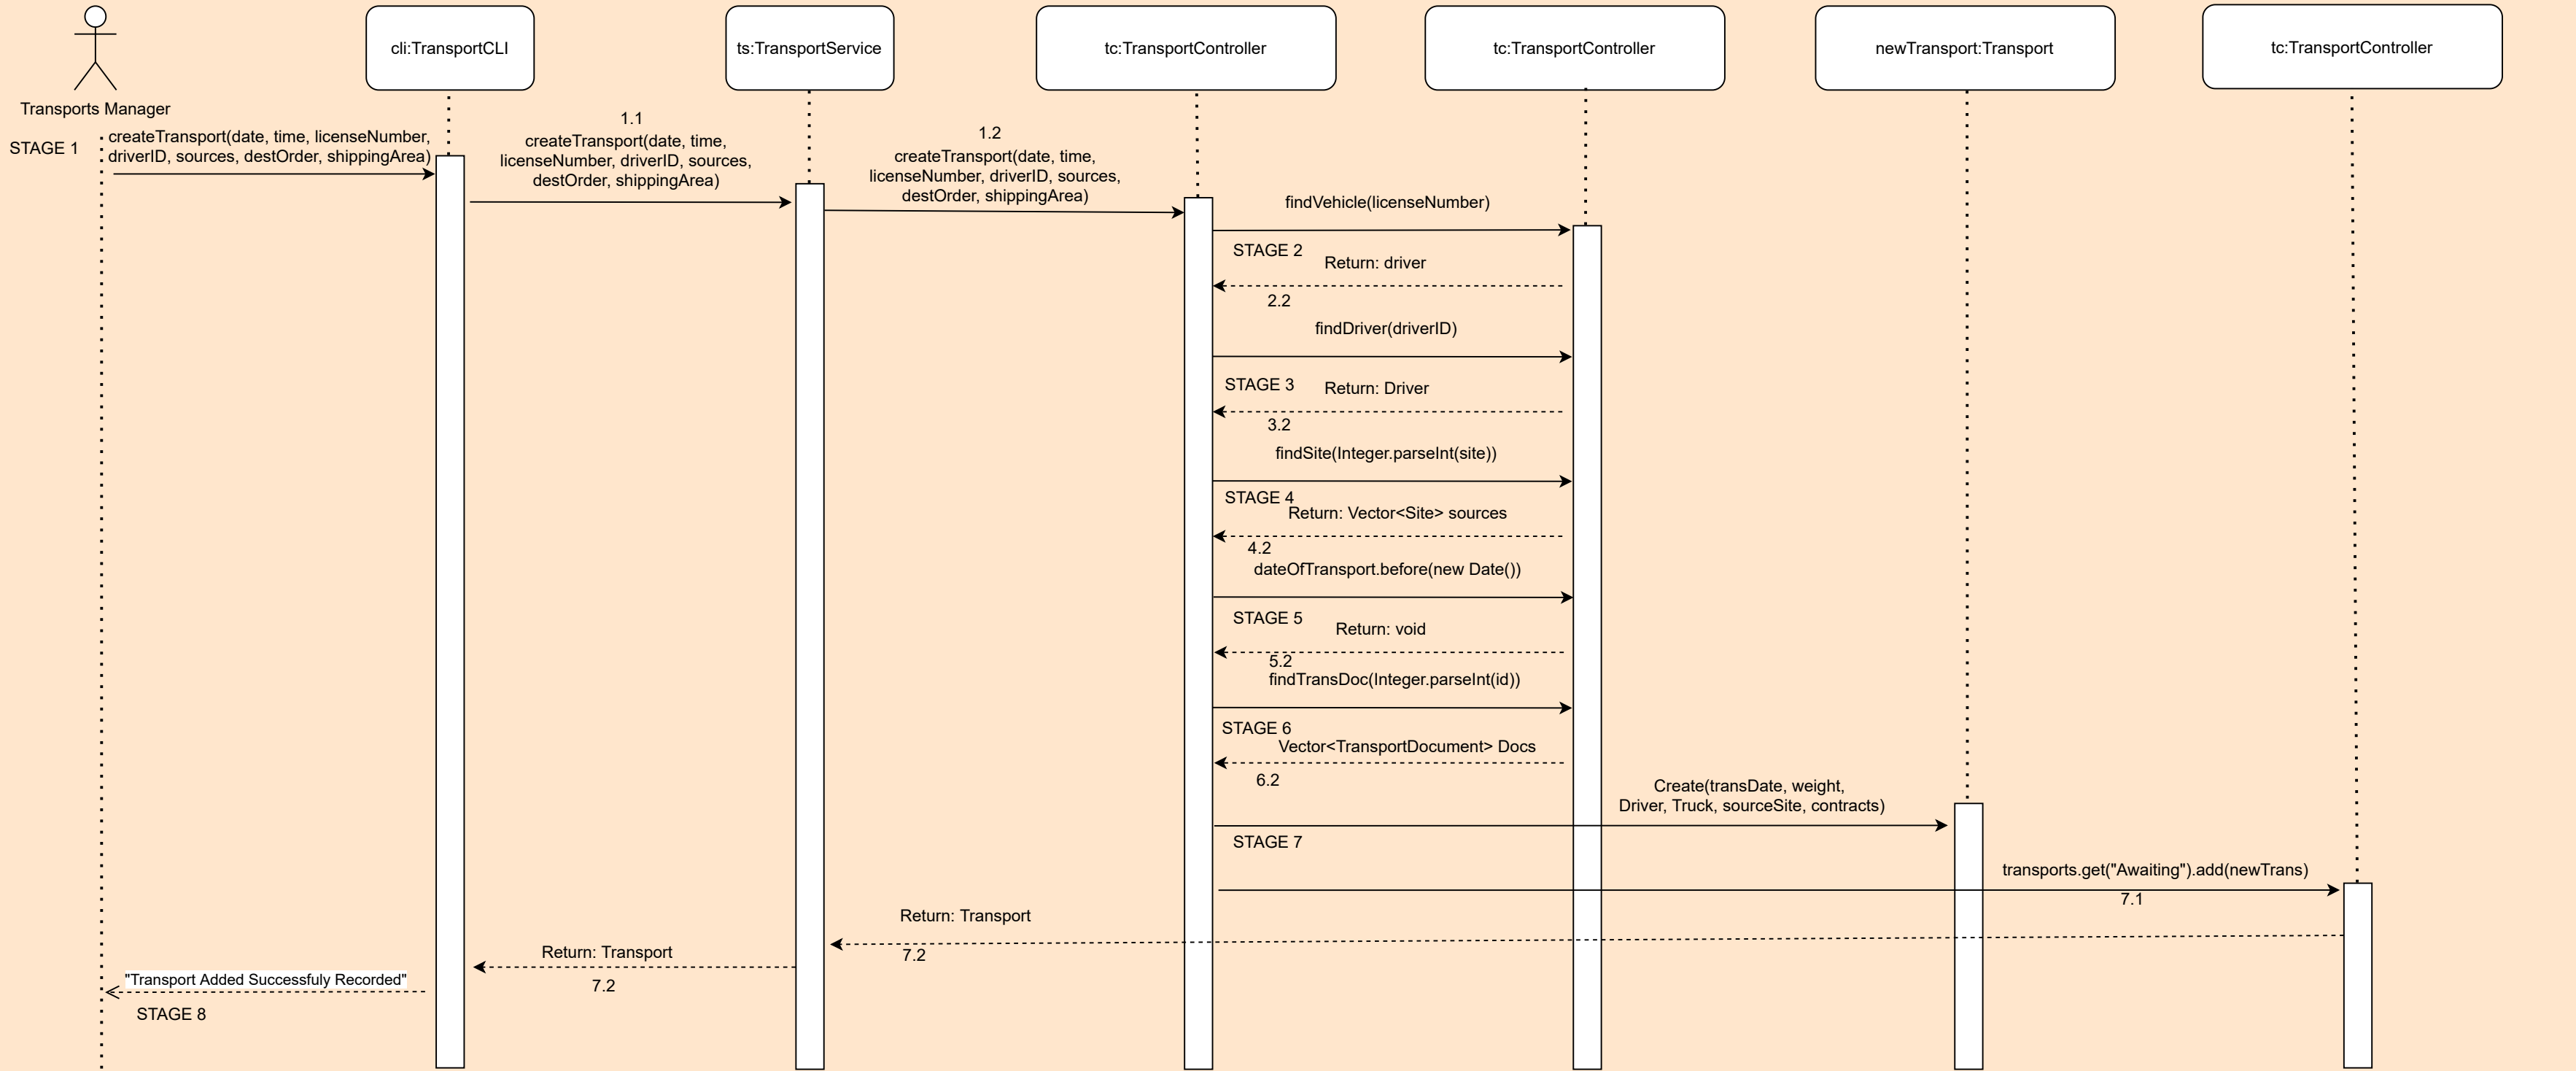 cli:TransportCLI
ts:TransportService
tc:TransportController
tc:TransportController
newTransport:Transport
tc:TransportController
Transports Manager
STAGE 1
createTransport(date, time, licenseNumber,
driverID, sources, destOrder, shippingArea)
1.1
createTransport(date, time,
licenseNumber, driverID, sources,
destOrder, shippingArea)
1.2
createTransport(date, time,
licenseNumber, driverID, sources,
destOrder, shippingArea)
findVehicle(licenseNumber)
STAGE 2
Return: driver
2.2
findDriver(driverID)
STAGE 3
Return: Driver
3.2
findSite(Integer.parseInt(site))
STAGE 4
Return: Vector<Site> sources
4.2
dateOfTransport.before(new Date())
STAGE 5
Return: void
5.2
findTransDoc(Integer.parseInt(id))
STAGE 6
Vector<TransportDocument> Docs
6.2
Create(transDate, weight,
Driver, Truck, sourceSite, contracts)
STAGE 7
transports.get("Awaiting").add(newTrans)
7.1
Return: Transport
7.2
Return: Transport
7.2
"Transport Added Successfuly Recorded"
STAGE 8